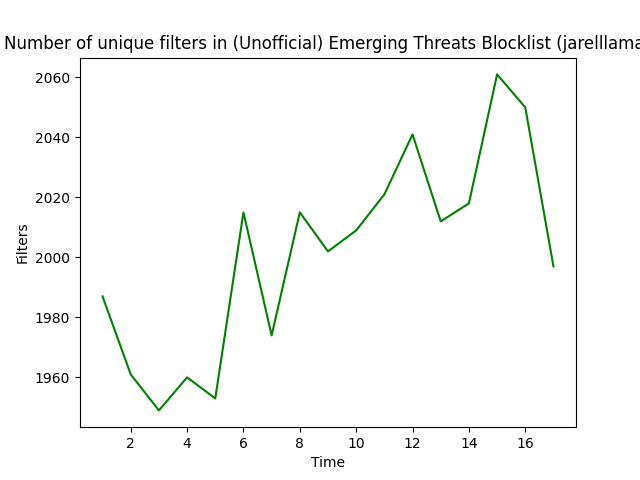 Number of unique filters in (Unofficial) Emerging Threats Blocklist (jarelllama
2060
2040
2020
2000
1980
1960
Filters
2 4 6 8 10 12 14 16
Time